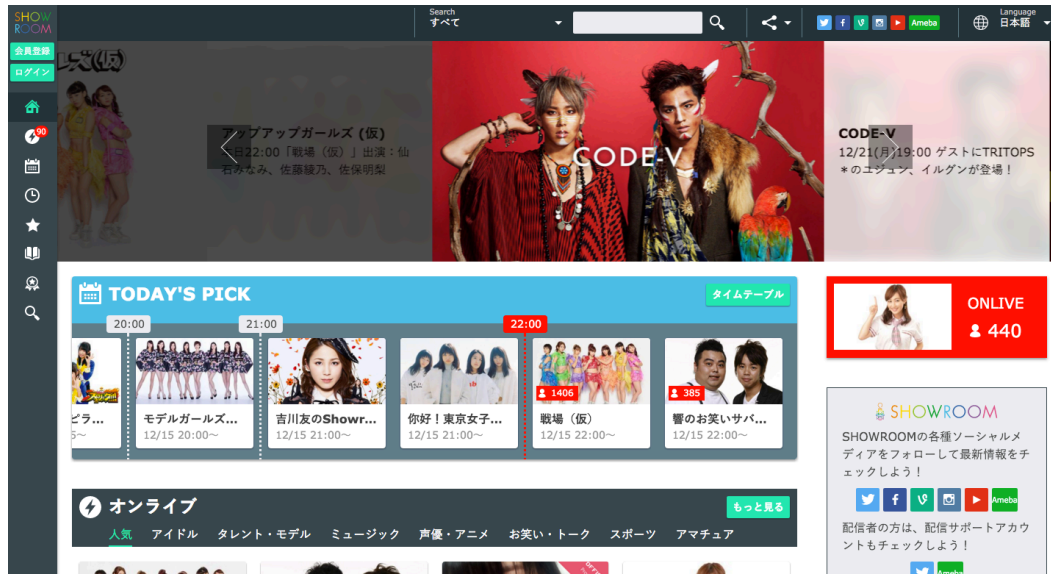 SHOW
ROOM
Search
すべて
Ameba
Language
日本語
会員登録
ログイン
90
アップアップガールズ (仮)
本日22:00「戦場（仮）」出演：仙
石みなみ、佐藤綾乃、佐保明梨
CODE-V
CODE-V
12/21(月)19:00 ゲストにTRITOPS
＊のユジュン、イルグンが登場！
TODAY'S PICK
タイムテーブル
20:00
21:00
22:00
ピラ...
モデルガールズ...
12/15 20:00～
吉川友のShowr...
12/15 21:00～
你好！東京女子...
12/15 21:00～
1406
戦場（仮）
12/15 22:00～
385
響のお笑いサバ...
12/15 22:00～
ONLIVE
440
SHOWROOM
SHOWROOMの各種ソーシャルメ
ディアをフォローして最新情報をチ
ェックしよう！
Ameba
配信者の方は、配信サポートアカウ
ントもチェックしよう！
Ameba
オンライブ
もっと見る
人気
アイドル
タレント・モデル
ミュージック
声優・アニメ
お笑い・トーク
スポーツ
アマチュア